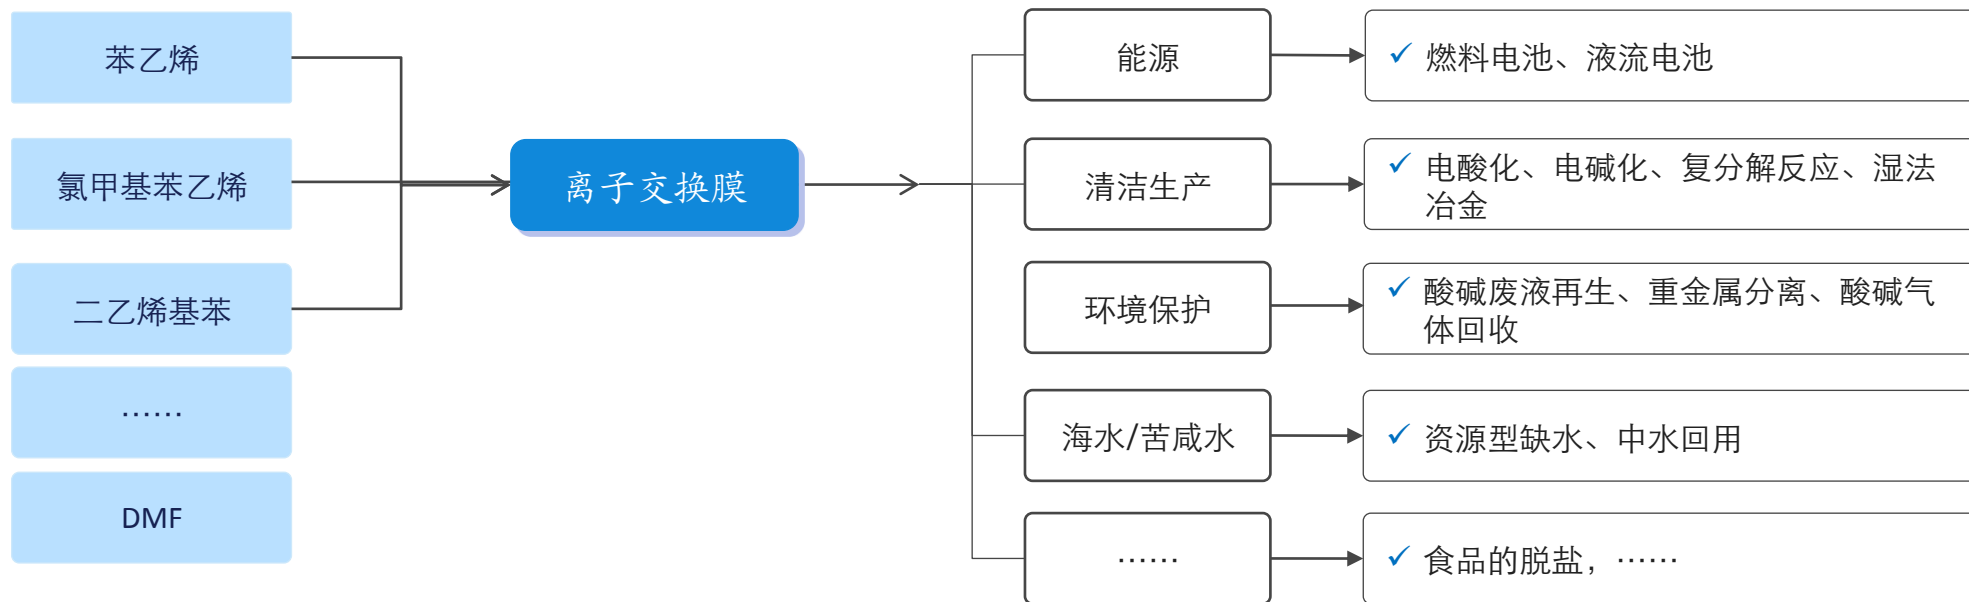 苯乙烯
氯甲基苯乙烯
二乙烯基苯
……
DMF
离子交换膜
能源
✓ 燃料电池、液流电池
清洁生产
✓ 电酸化、电碱化、复分解反应、湿法
冶金
环境保护
✓ 酸碱废液再生、重金属分离、酸碱气
体回收
海水/苦咸水
✓ 资源型缺水、中水回用
……
✓ 食品的脱盐，……